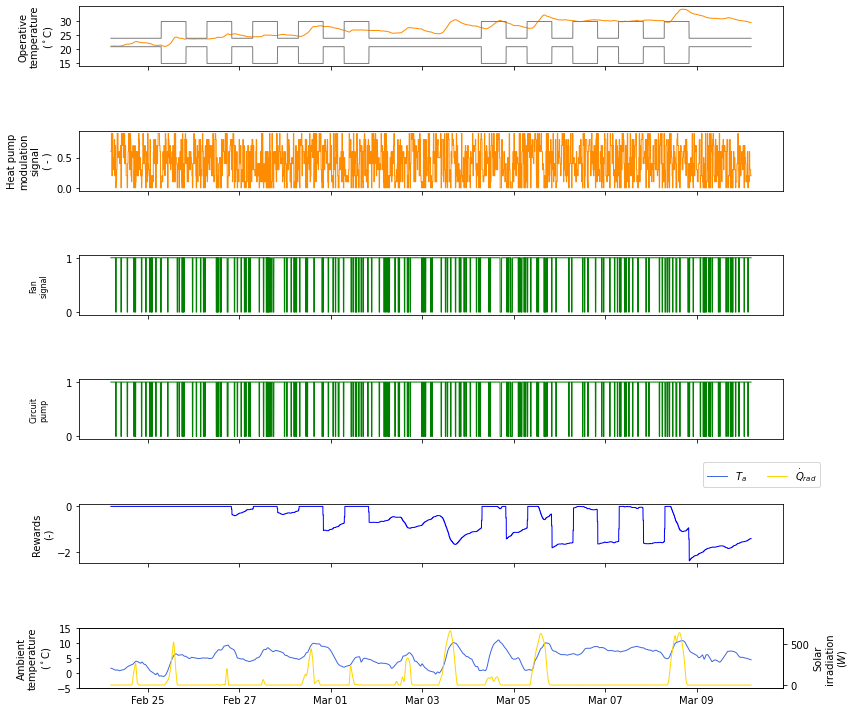 Operative
temperature
(°C)
30
25
20
15
Heat pump
modulation
signal
( - )
0.5
0.0
Fan
signal
1
0
Circuit
pump
1
0
T_a
Q̇_rad
Rewards
(-)
0
−2
Ambient
temperature
(°C)
15
10
5
0
−5
500
0
Solar
irradiation
(W)
Feb 25 Feb 27 Mar 01 Mar 03 Mar 05 Mar 07 Mar 09